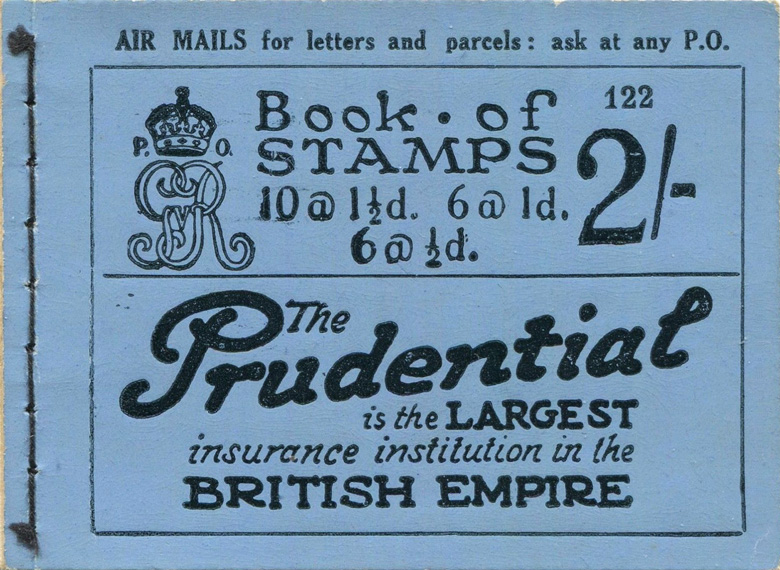 AIR MAILS for letters and parcels: ask at any P.O.
122
P. O.
GVR
Book · of
STAMPS
2/-
10 @ 1½d. 6 @ 1d.
6 @ ½d.
The
Prudential
is the LARGEST
insurance institution in the
BRITISH EMPIRE